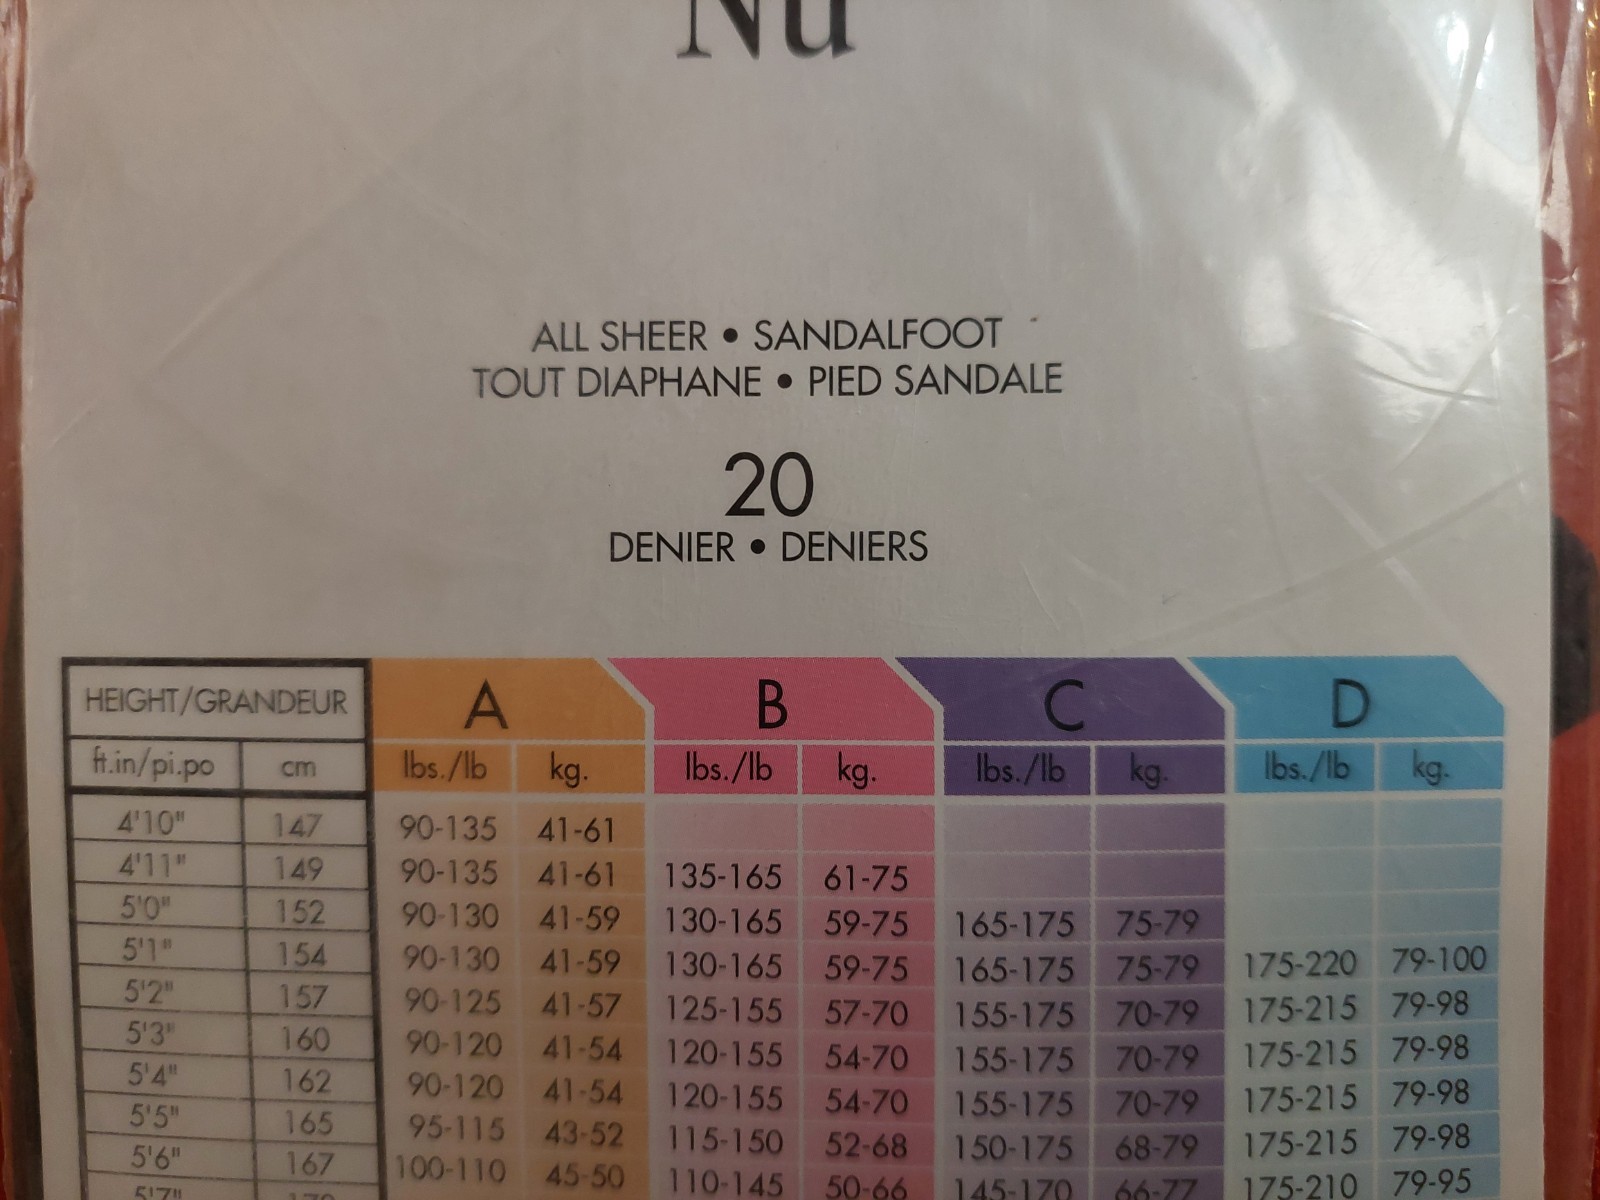 Nu
ALL SHEER • SANDALFOOT
TOUT DIAPHANE • PIED SANDALE
20
DENIER • DENIERS
HEIGHT/GRANDEUR A B C D
ft.in/pi.po cm lbs./lb kg. lbs./lb kg. lbs./lb kg. lbs./lb kg.
4'10" 147 90-135 41-61
4'11" 149 90-135 41-61 135-165 61-75
5'0" 152 90-130 41-59 130-165 59-75 165-175 75-79
5'1" 154 90-130 41-59 130-165 59-75 165-175 75-79 175-220 79-100
5'2" 157 90-125 41-57 125-155 57-70 155-175 70-79 175-215 79-98
5'3" 160 90-120 41-54 120-155 54-70 155-175 70-79 175-215 79-98
5'4" 162 90-120 41-54 120-155 54-70 155-175 70-79 175-215 79-98
5'5" 165 95-115 43-52 115-150 52-68 150-175 68-79 175-215 79-98
5'6" 167 100-110 45-50 110-145 50-66 145-170 66-77 175-210 79-95
5'7" 170